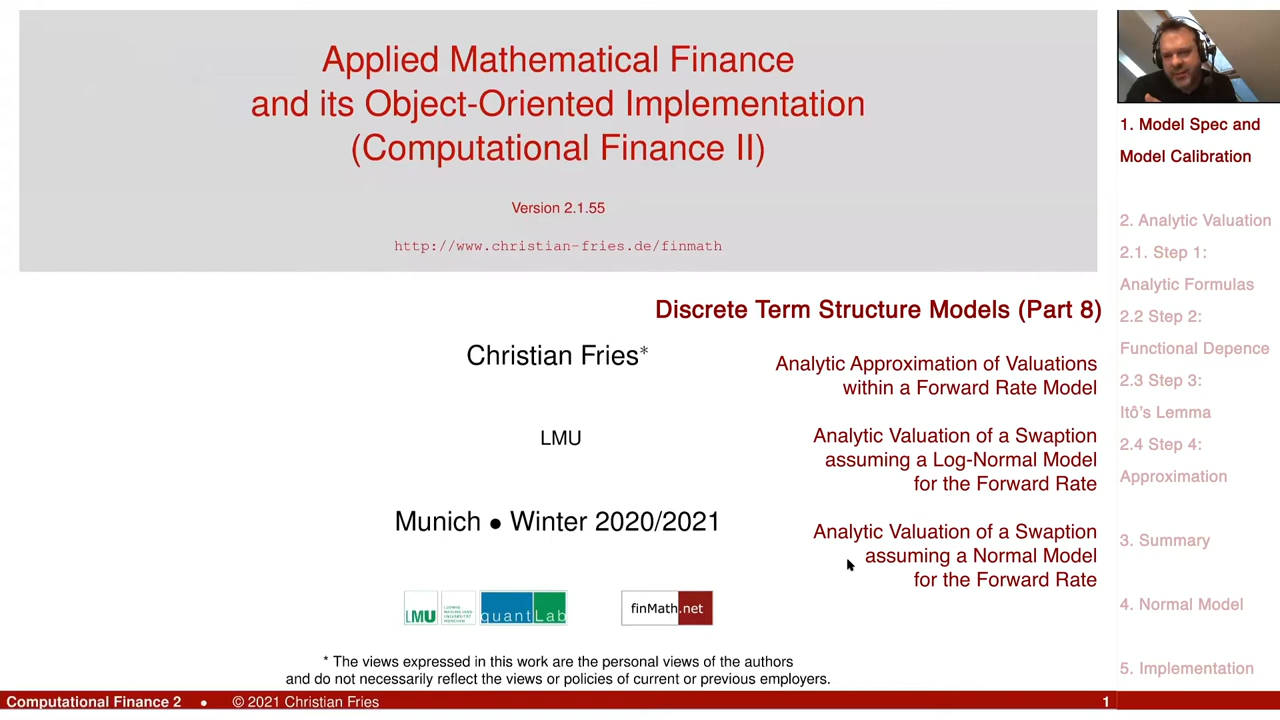 Applied Mathematical Finance
and its Object-Oriented Implementation
(Computational Finance II)
Version 2.1.55
http://www.christian-fries.de/finmath
Discrete Term Structure Models (Part 8)
Christian Fries*
Analytic Approximation of Valuations
within a Forward Rate Model
LMU
Analytic Valuation of a Swaption
assuming a Log-Normal Model
for the Forward Rate
Munich • Winter 2020/2021
Analytic Valuation of a Swaption
assuming a Normal Model
for the Forward Rate
LMU
quantLab
finMath.net
* The views expressed in this work are the personal views of the authors
and do not necessarily reflect the views or policies of current or previous employers.
Computational Finance 2 • © 2021 Christian Fries 1
1. Model Spec and
Model Calibration
2. Analytic Valuation
2.1. Step 1:
Analytic Formulas
2.2 Step 2:
Functional Depence
2.3 Step 3:
Itô's Lemma
2.4 Step 4:
Approximation
3. Summary
4. Normal Model
5. Implementation